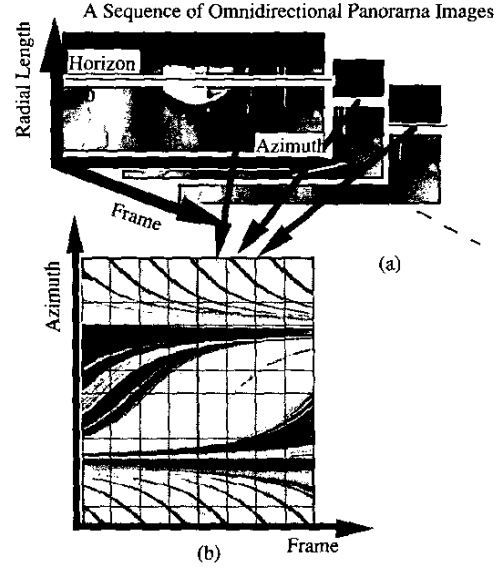 A Sequence of Omnidirectional Panorama Images
Radial Length
Horizon
Azimuth
Frame
(a)
Azimuth
Frame
(b)